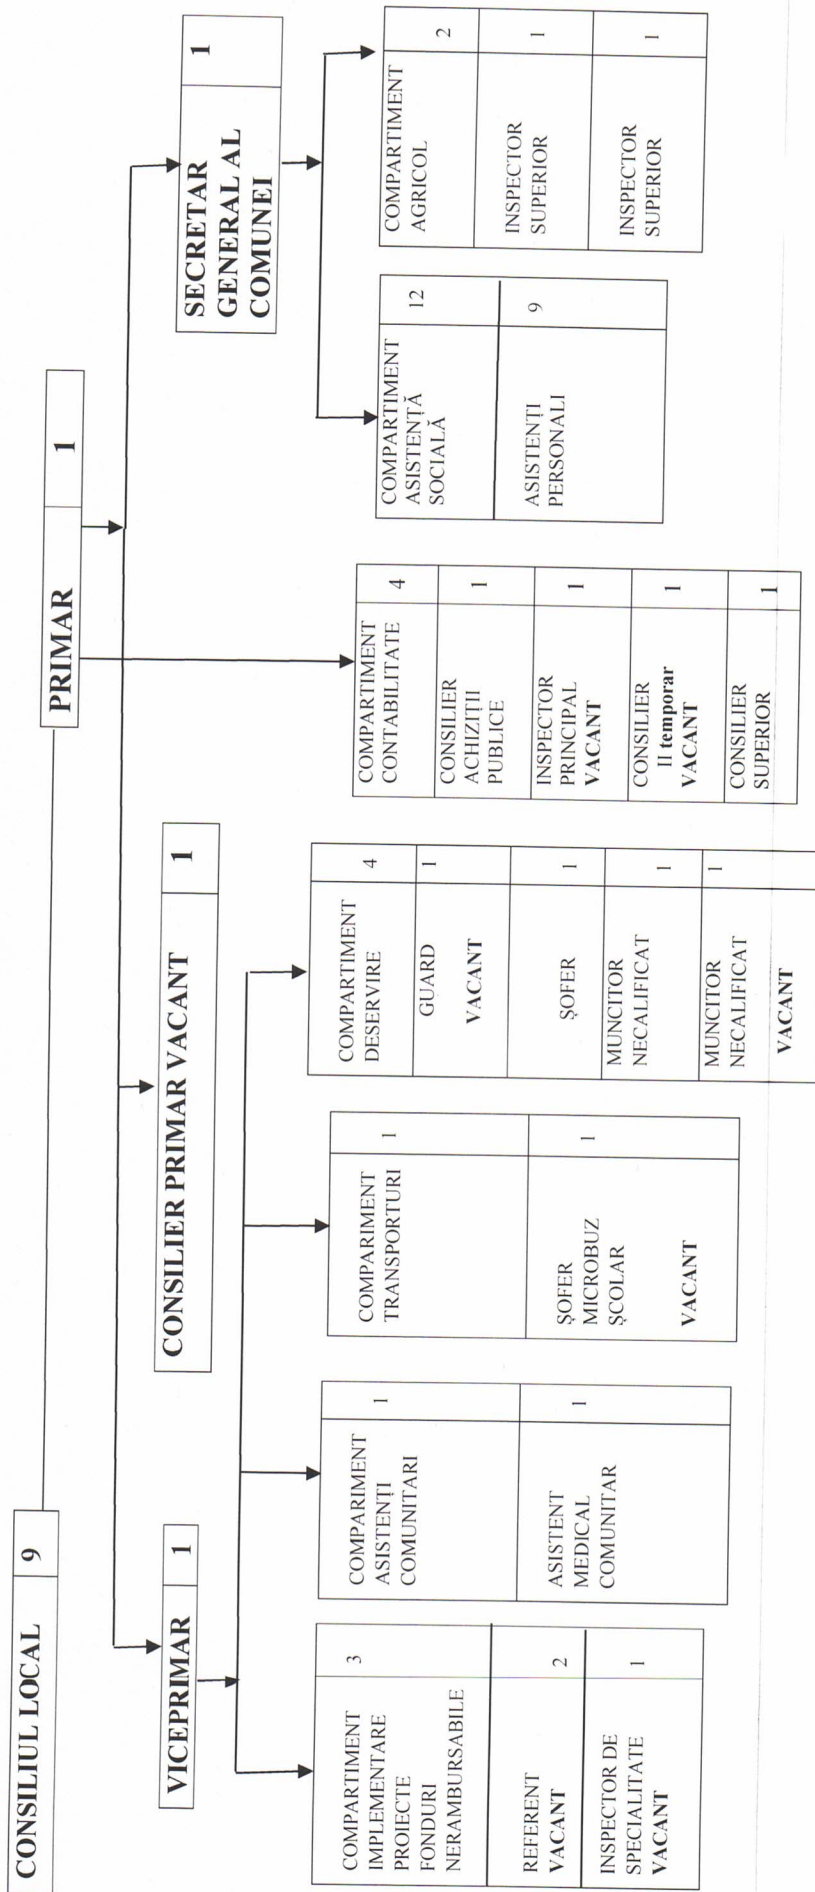 CONSILIUL LOCAL 9
PRIMAR 1
VICEPRIMAR 1
CONSILIER PRIMAR VACANT 1
SECRETAR 1
GENERAL AL
COMUNEI
COMPARTIMENT 3
IMPLEMENTARE
PROIECTE
FONDURI
NERAMBURSABILE
REFERENT 2
VACANT
INSPECTOR DE 1
SPECIALITATE
VACANT
COMPARIMENT 1
ASISTENȚI
COMUNITARI
ASISTENT 1
MEDICAL
COMUNITAR
COMPARIMENT 1
TRANSPORTURI
ȘOFER 1
MICROBUZ
ȘCOLAR
VACANT
COMPARTIMENT 4
DESERVIRE
GUARD 1
VACANT
ȘOFER 1
MUNCITOR 1
NECALIFICAT
MUNCITOR 1
NECALIFICAT
VACANT
COMPARTIMENT 4
CONTABILITATE
CONSILIER 1
ACHIZIȚII
PUBLICE
INSPECTOR 1
PRINCIPAL
VACANT
CONSILIER 1
II temporar
VACANT
CONSILIER 1
SUPERIOR
COMPARTIMENT 12
ASISTENȚĂ
SOCIALĂ
ASISTENȚI 9
PERSONALI
COMPARTIMENT 2
AGRICOL
INSPECTOR 1
SUPERIOR
INSPECTOR 1
SUPERIOR